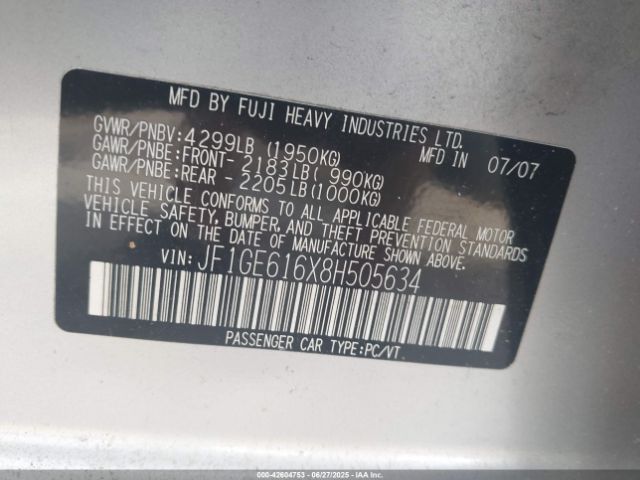 MFD BY FUJI HEAVY INDUSTRIES LTD.
GVWR/PNBV: 4299LB (1950KG) MFD IN 07/07
GAWR/PNBE: FRONT- 2183LB( 990KG)
GAWR/PNBE: REAR - 2205LB(1000KG)
THIS VEHICLE CONFORMS TO ALL APPLICABLE FEDERAL MOTOR
VEHICLE SAFETY, BUMPER, AND THEFT PREVENTION STANDARDS
IN EFFECT ON THE DATE OF MANUFACTURE SHOWN ABOVE.
VIN: JF1GE616X8H505634
PASSENGER CAR TYPE:PC/VT
000-42604753 | 06/27/2025 | IAA Inc.